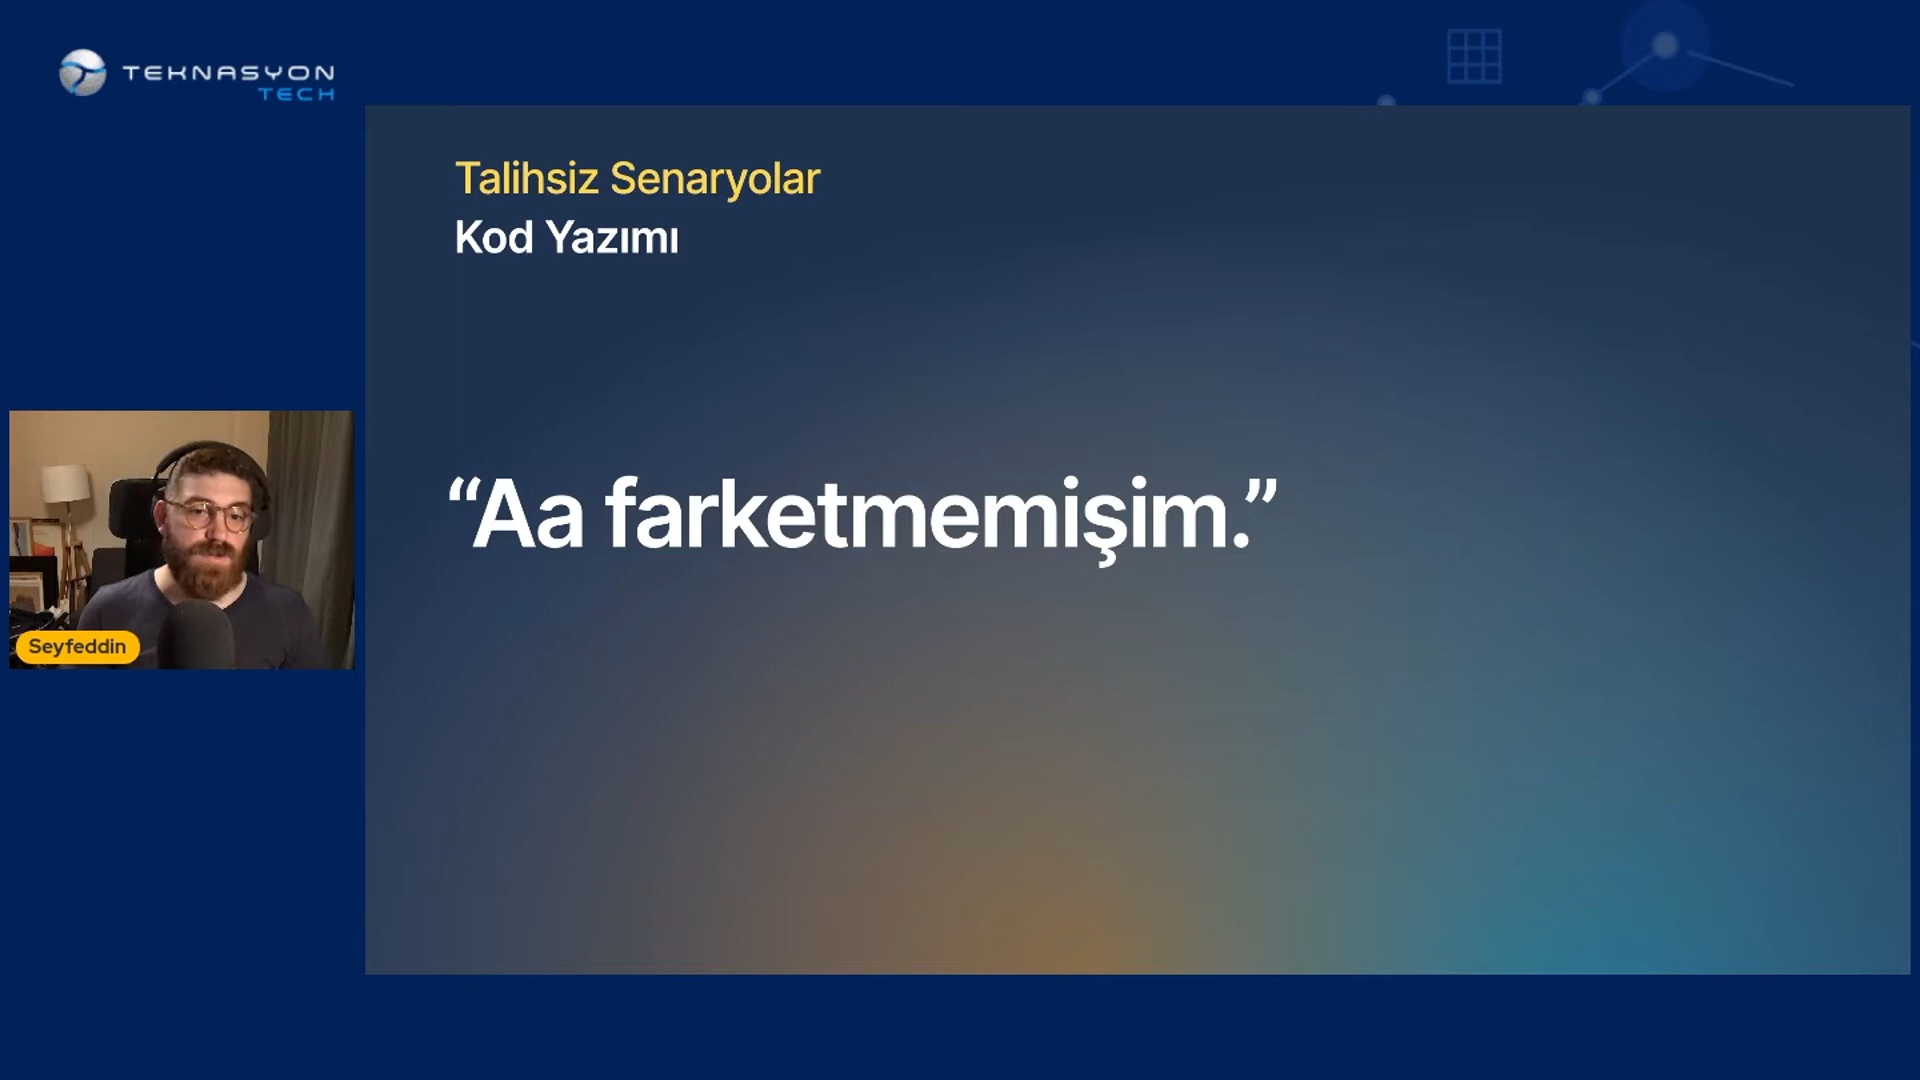 TEKNASYON
TECH
Talihsiz Senaryolar
Kod Yazımı
“Aa farketmemişim.”
Seyfeddin